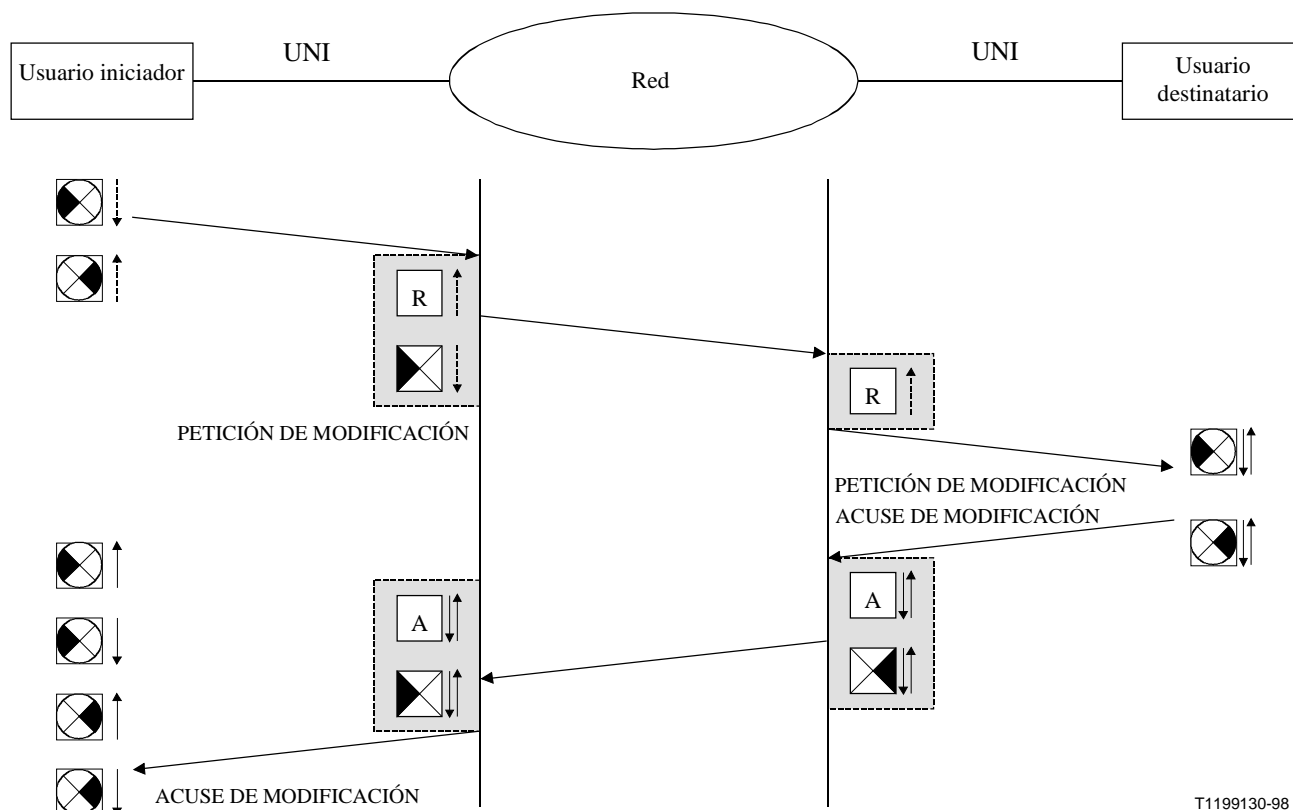 UNI
UNI
Usuario iniciador
Red
Usuario
destinatario
R
R
PETICIÓN DE MODIFICACIÓN
PETICIÓN DE MODIFICACIÓN
ACUSE DE MODIFICACIÓN
A
A
ACUSE DE MODIFICACIÓN
T1199130-98